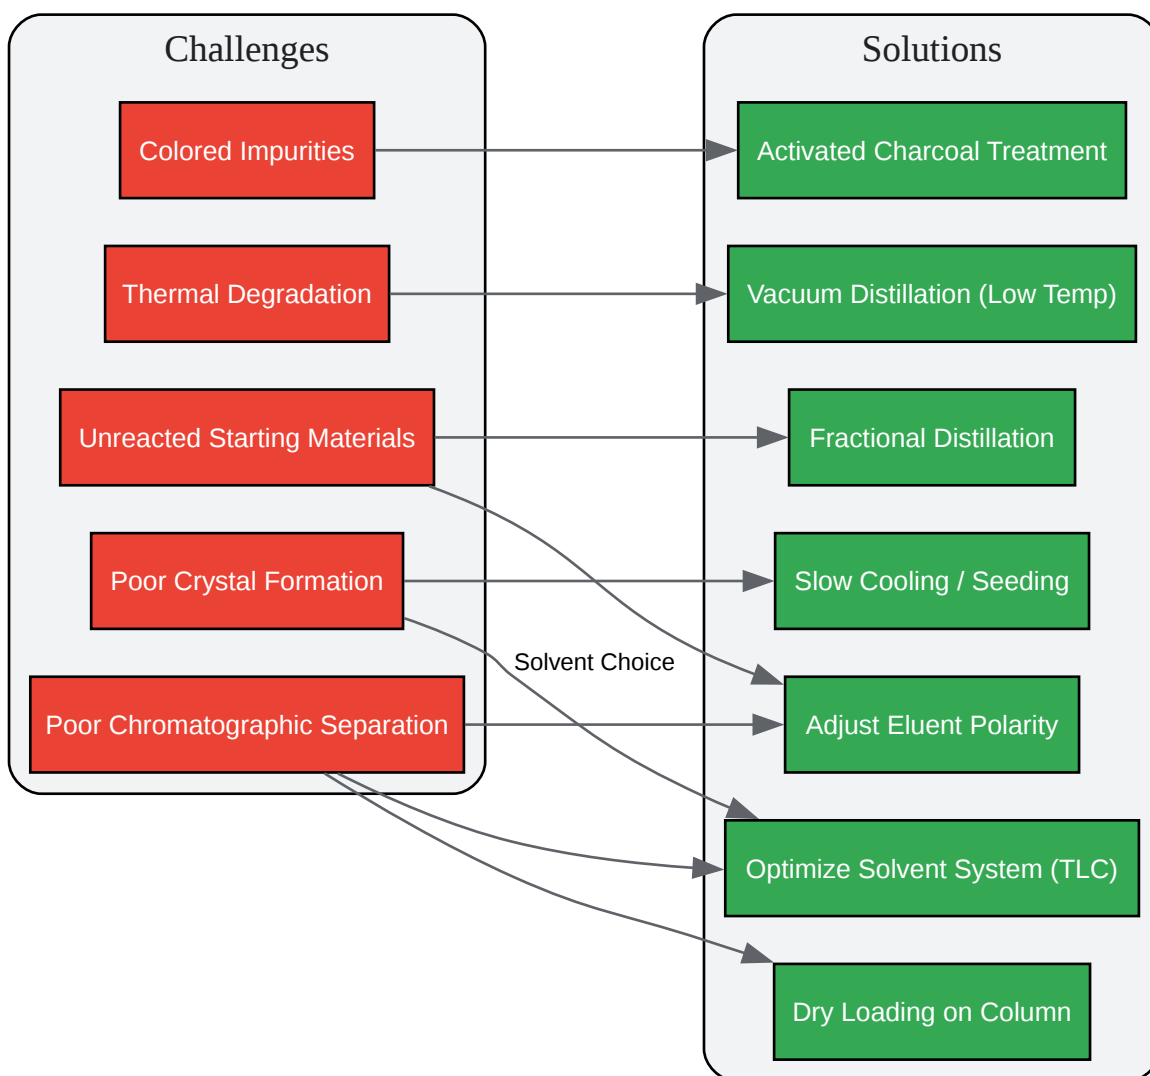 Challenges
Colored Impurities
Thermal Degradation
Unreacted Starting Materials
Poor Crystal Formation
Poor Chromatographic Separation
Solvent Choice
Solutions
Activated Charcoal Treatment
Vacuum Distillation (Low Temp)
Fractional Distillation
Slow Cooling / Seeding
Adjust Eluent Polarity
Optimize Solvent System (TLC)
Dry Loading on Column